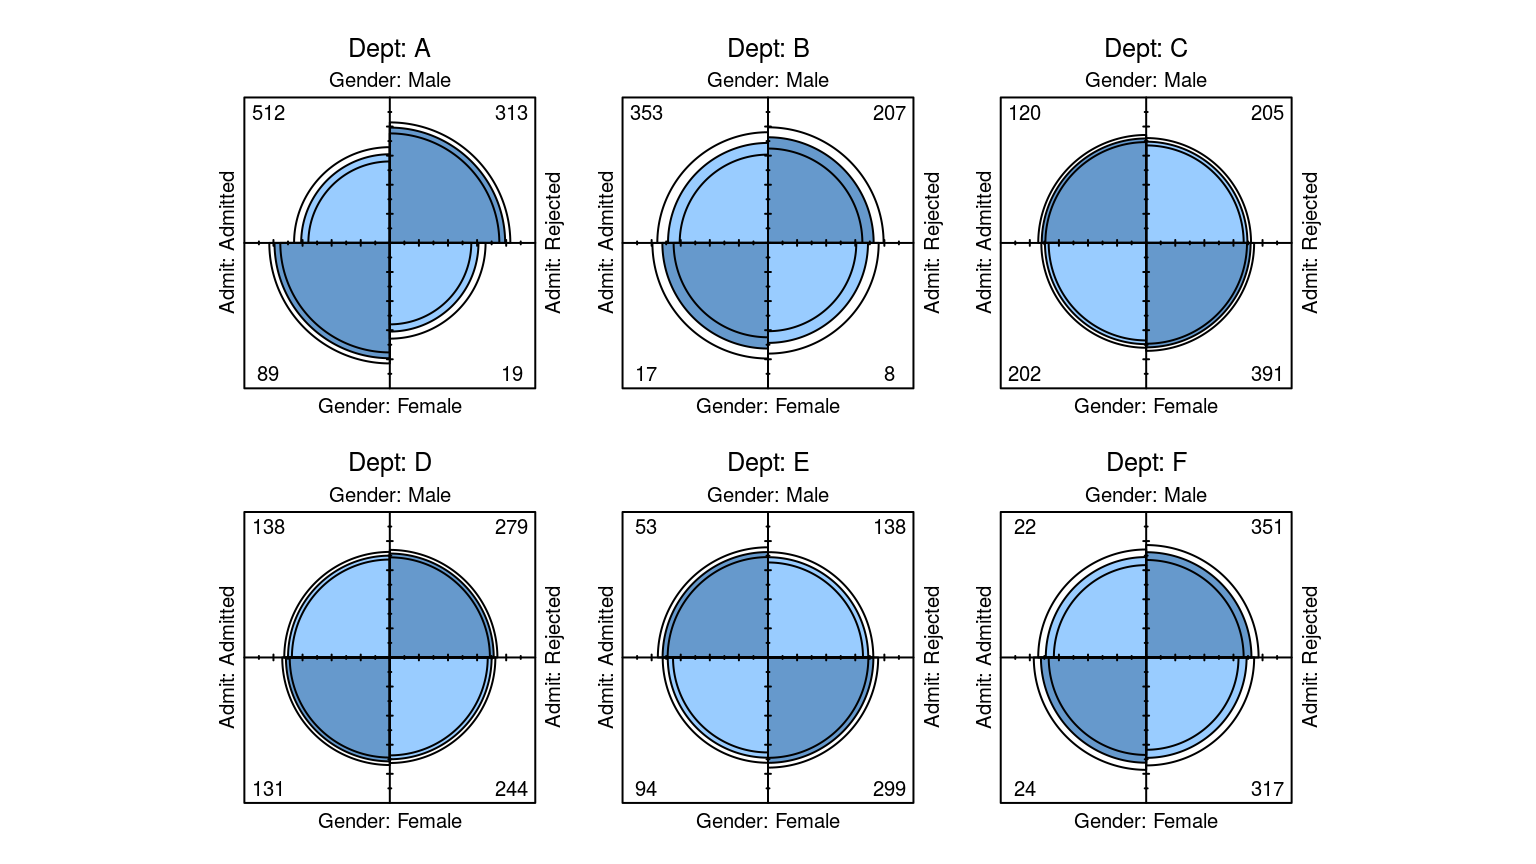 Dept: A
Gender: Male
512
313
Admit: Admitted
Admit: Rejected
89
19
Gender: Female
Dept: B
Gender: Male
353
207
Admit: Admitted
Admit: Rejected
17
8
Gender: Female
Dept: C
Gender: Male
120
205
Admit: Admitted
Admit: Rejected
202
391
Gender: Female
Dept: D
Gender: Male
138
279
Admit: Admitted
Admit: Rejected
131
244
Gender: Female
Dept: E
Gender: Male
53
138
Admit: Admitted
Admit: Rejected
94
299
Gender: Female
Dept: F
Gender: Male
22
351
Admit: Admitted
Admit: Rejected
24
317
Gender: Female